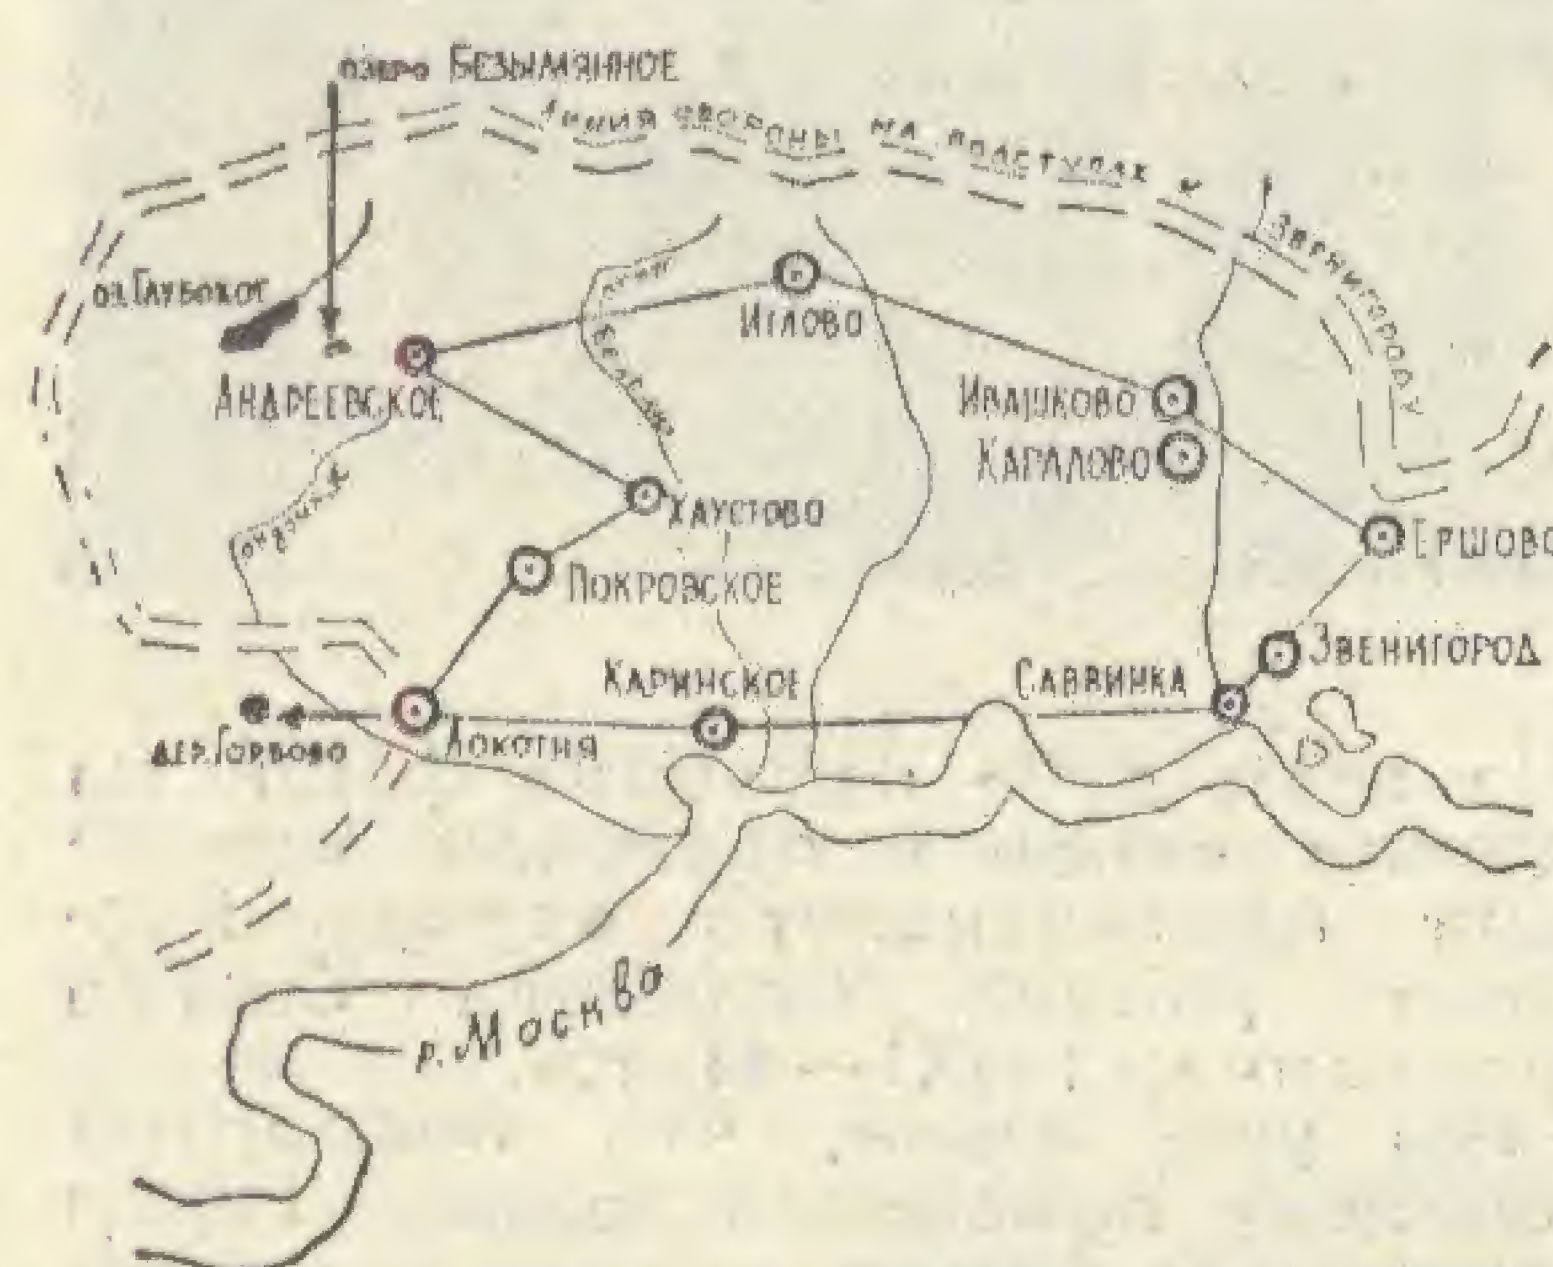 озеро Безымянное
Линия обороны на подступах к
Звенигороду
оз. Глубокое
Иглово
Андреевское
Ивашково
Каралово
Хаустово
Ершово
Покровское
Звенигород
Каринское
Саввинка
дер. Горбово
Локотня
р. Москва